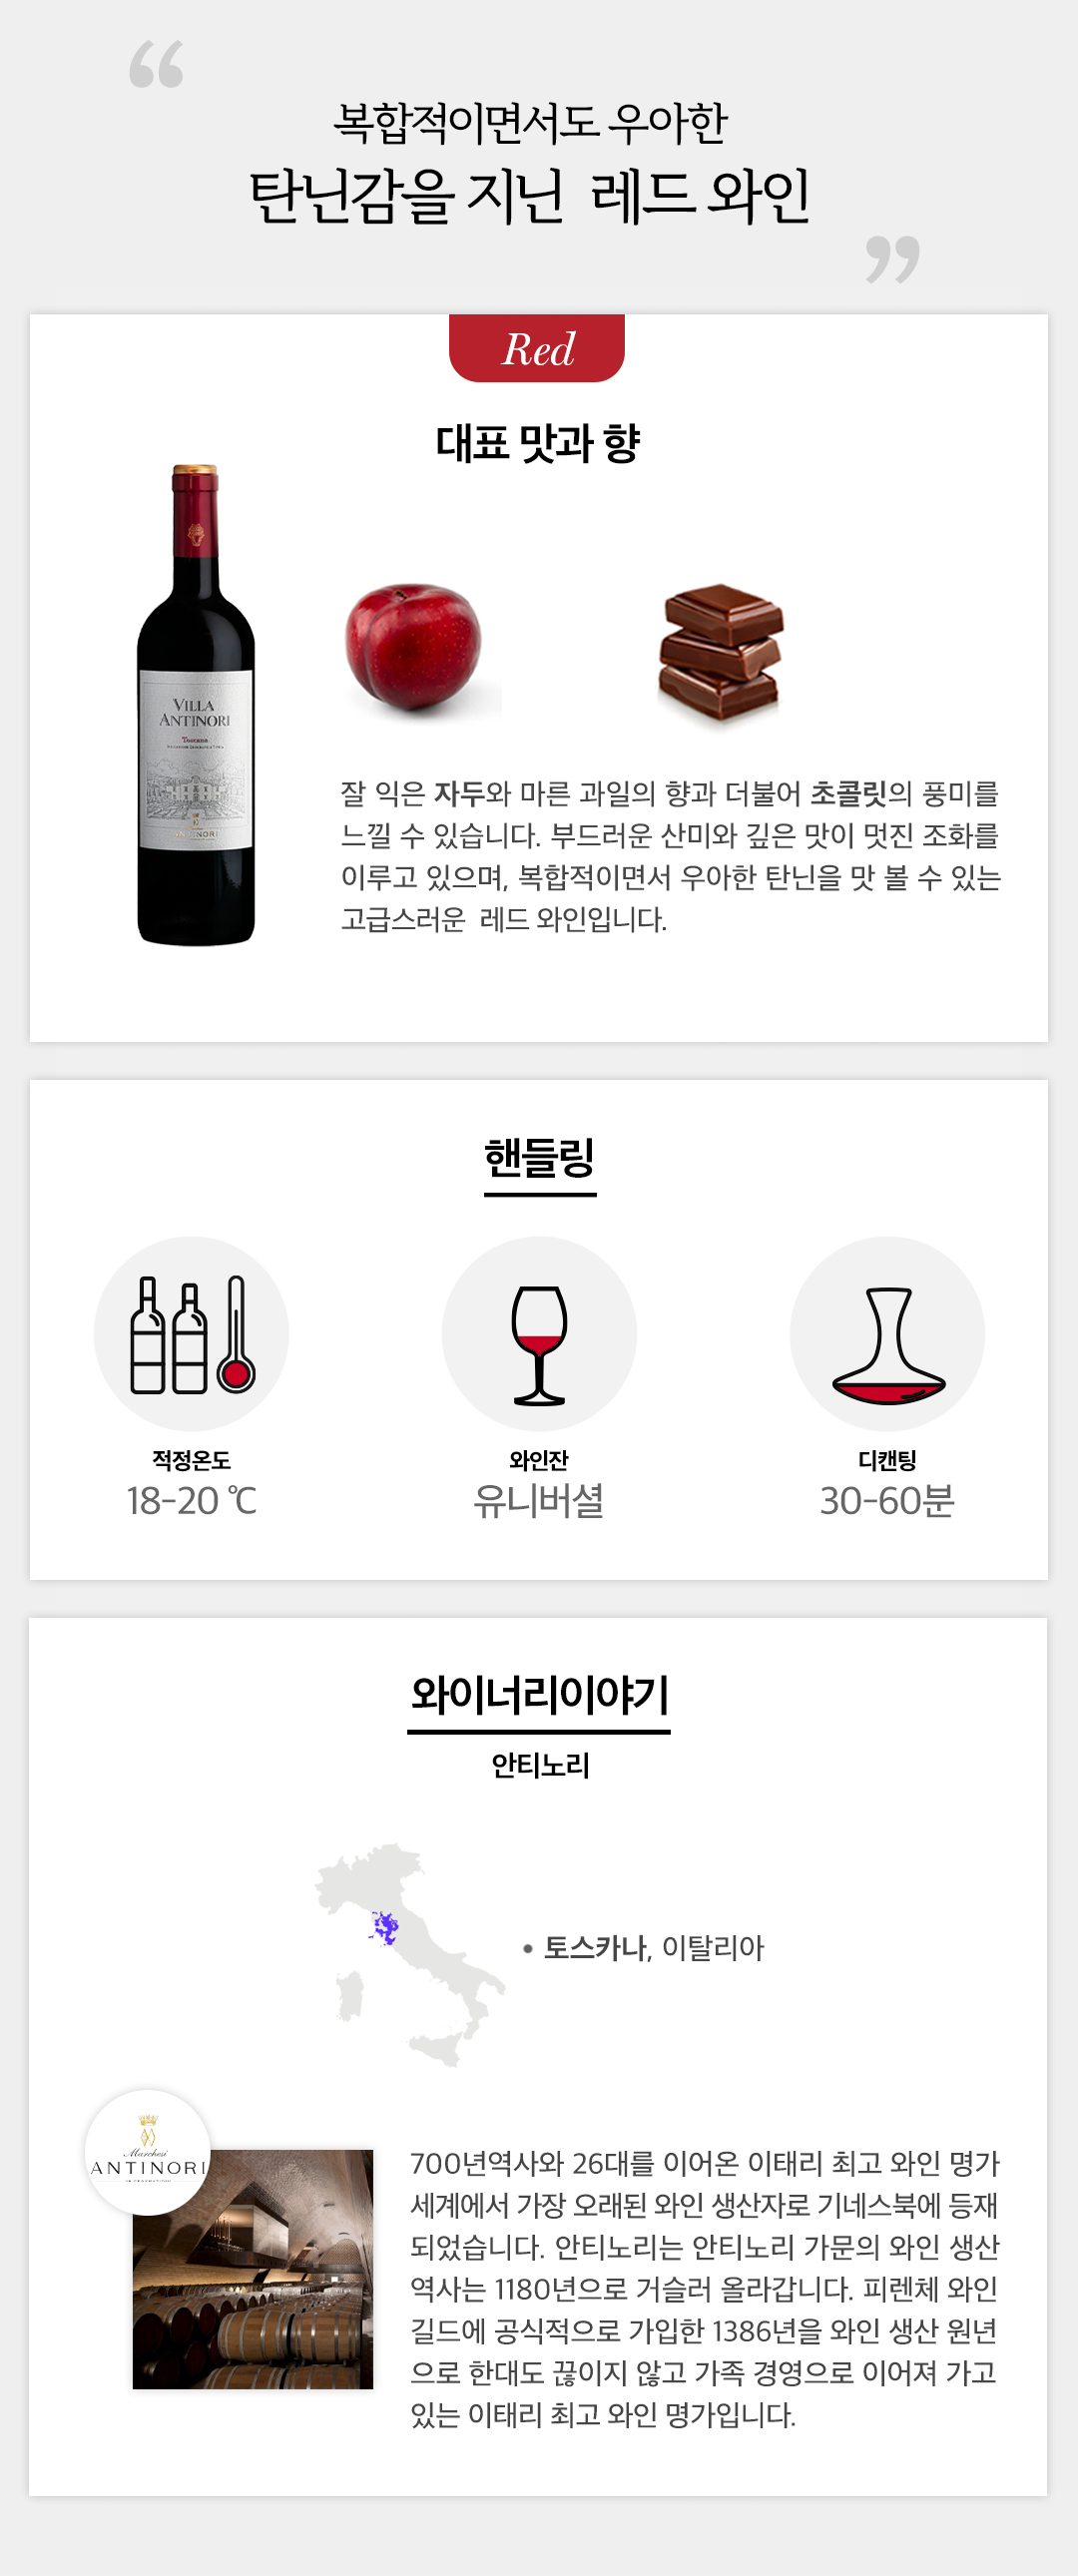 “
복합적이면서도 우아한
탄닌감을 지닌 레드 와인
”
Red
대표 맛과 향
VILLA
ANTINORI
Toscana
ANTINORI
잘 익은 자두와 마른 과일의 향과 더불어 초콜릿의 풍미를
느낄 수 있습니다. 부드러운 산미와 깊은 맛이 멋진 조화를
이루고 있으며, 복합적이면서 우아한 탄닌을 맛 볼 수 있는
고급스러운 레드 와인입니다.
핸들링
적정온도
18-20 ℃
와인잔
유니버셜
디캔팅
30-60분
와이너리이야기
안티노리
• 토스카나, 이탈리아
Marchesi
ANTINORI
700년역사와 26대를 이어온 이태리 최고 와인 명가
세계에서 가장 오래된 와인 생산자로 기네스북에 등재
되었습니다. 안티노리는 안티노리 가문의 와인 생산
역사는 1180년으로 거슬러 올라갑니다. 피렌체 와인
길드에 공식적으로 가입한 1386년을 와인 생산 원년
으로 한대도 끊이지 않고 가족 경영으로 이어져 가고
있는 이태리 최고 와인 명가입니다.